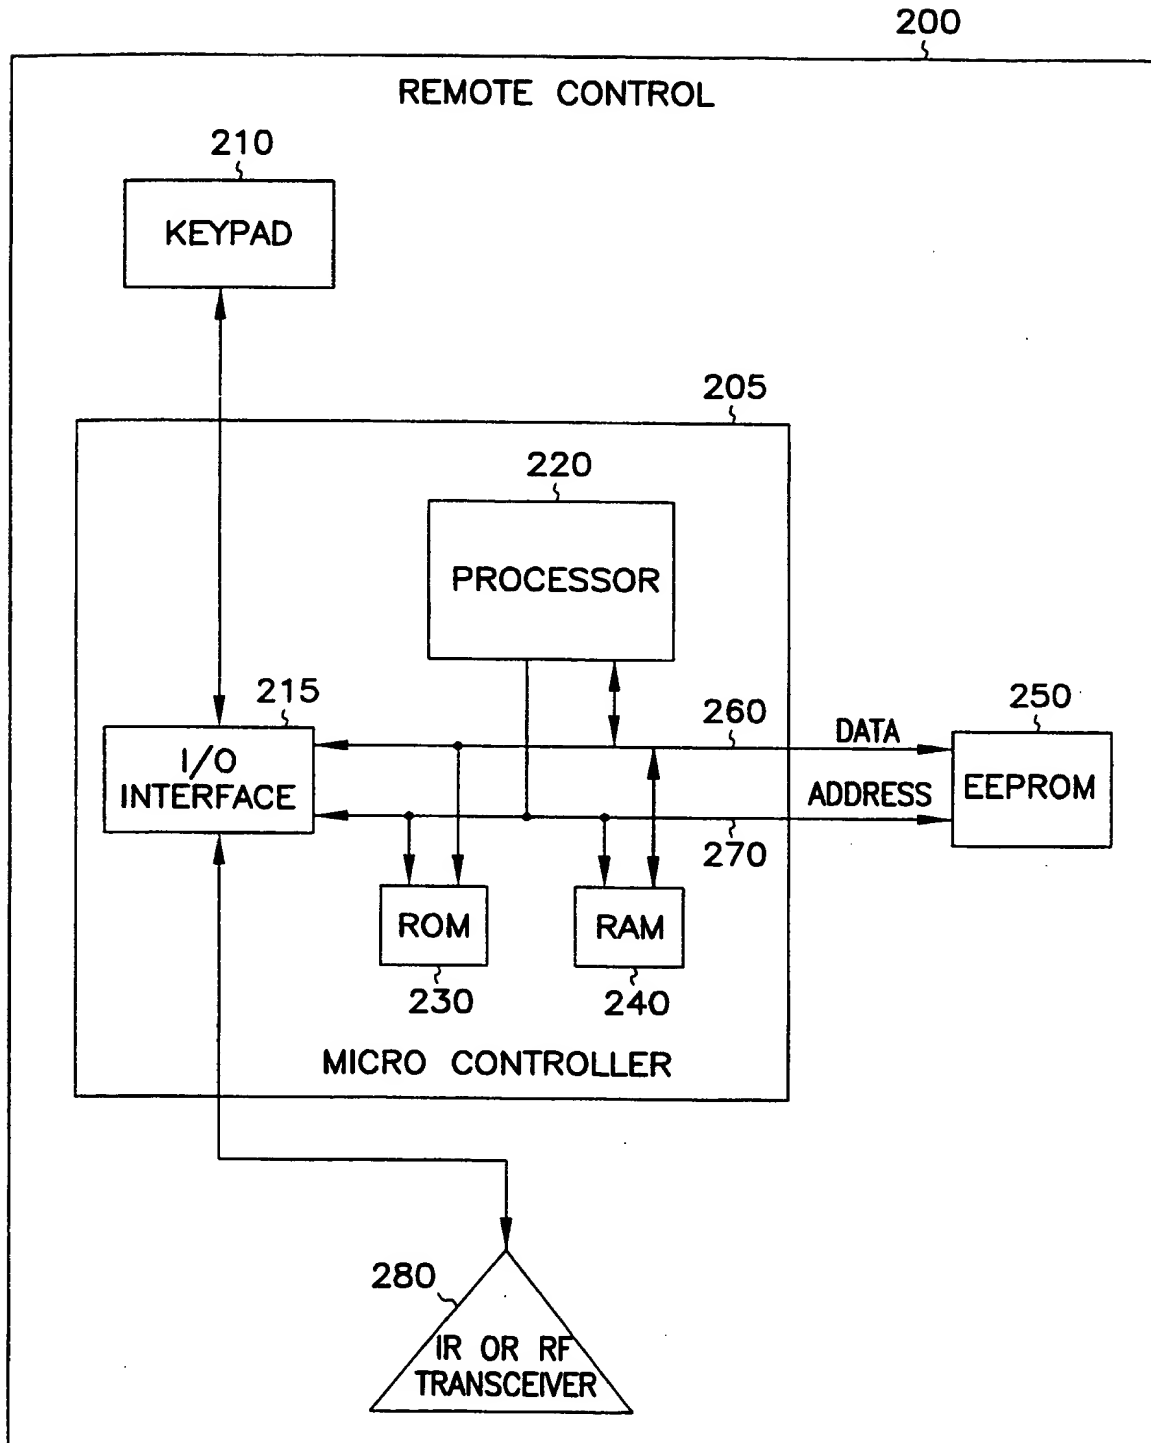 200
REMOTE CONTROL
210
KEYPAD
205
220
PROCESSOR
215
I/O
INTERFACE
260
DATA
250
EEPROM
ADDRESS
270
ROM
230
RAM
240
MICRO CONTROLLER
280
IR OR RF
TRANSCEIVER